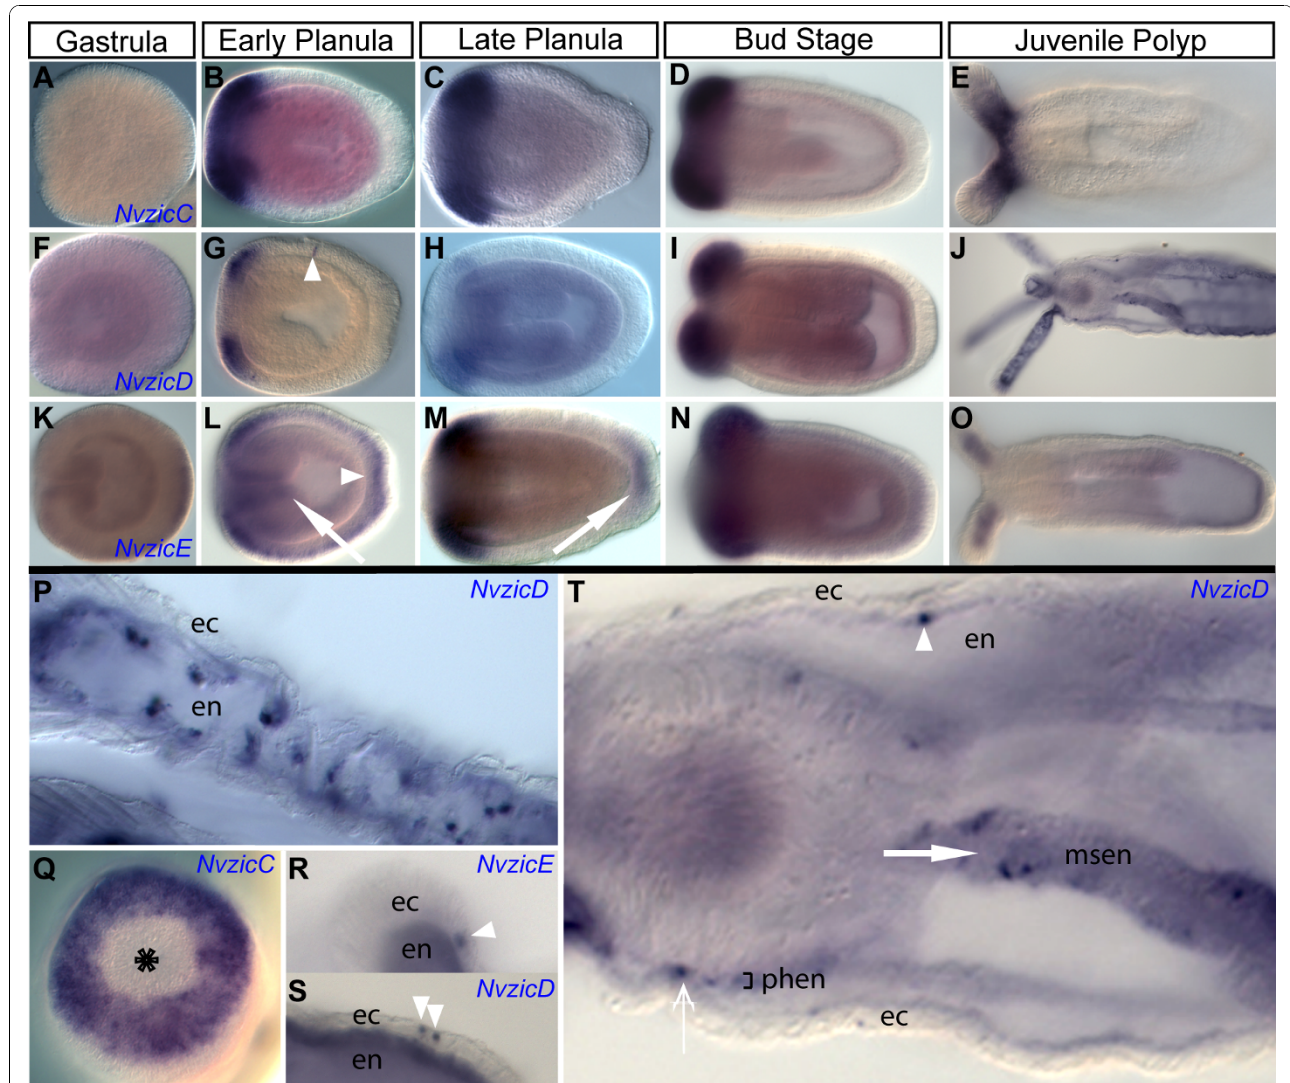 Gastrula
Early Planula
Late Planula
Bud Stage
Juvenile Polyp
A
B
C
D
E
NvzicC
F
G
H
I
J
NvzicD
K
L
M
N
O
NvzicE
P
NvzicD
ec
en
T
NvzicD
ec
en
msen
phen
ec
Q
NvzicC
R
NvzicE
ec
en
S
NvzicD
ec
en